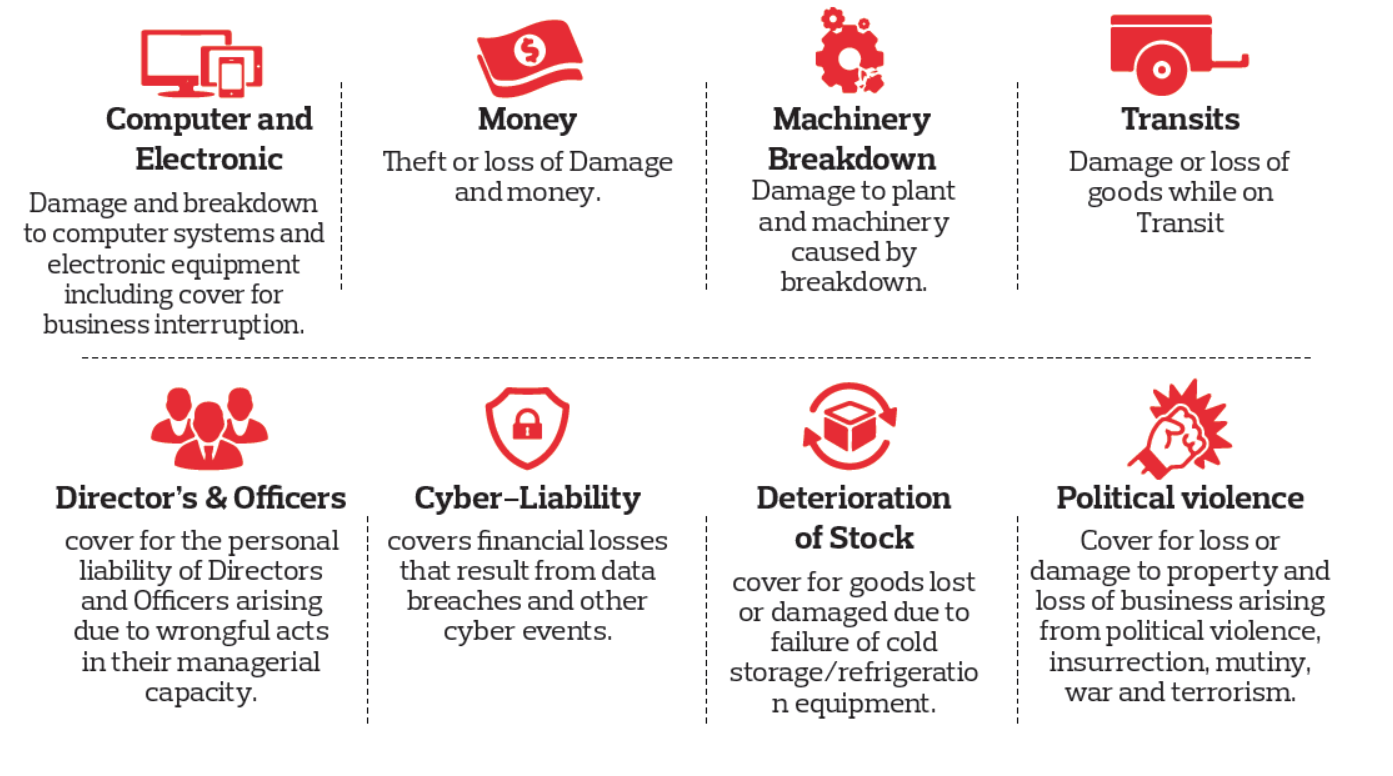 Computer and
Electronic
Damage and breakdown
to computer systems and
electronic equipment
including cover for
business interruption.
Money
Theft or loss of Damage
and money.
Machinery
Breakdown
Damage to plant
and machinery
caused by
breakdown.
Transits
Damage or loss of
goods while on
Transit
Director's & Officers
cover for the personal
liability of Directors
and Officers arising
due to wrongful acts
in their managerial
capacity.
Cyber-Liability
covers financial losses
that result from data
breaches and other
cyber events.
Deterioration
of Stock
cover for goods lost
or damaged due to
failure of cold
storage/refrigeratio
n equipment.
Political violence
Cover for loss or
damage to property and
loss of business arising
from political violence,
insurrection, mutiny,
war and terrorism.